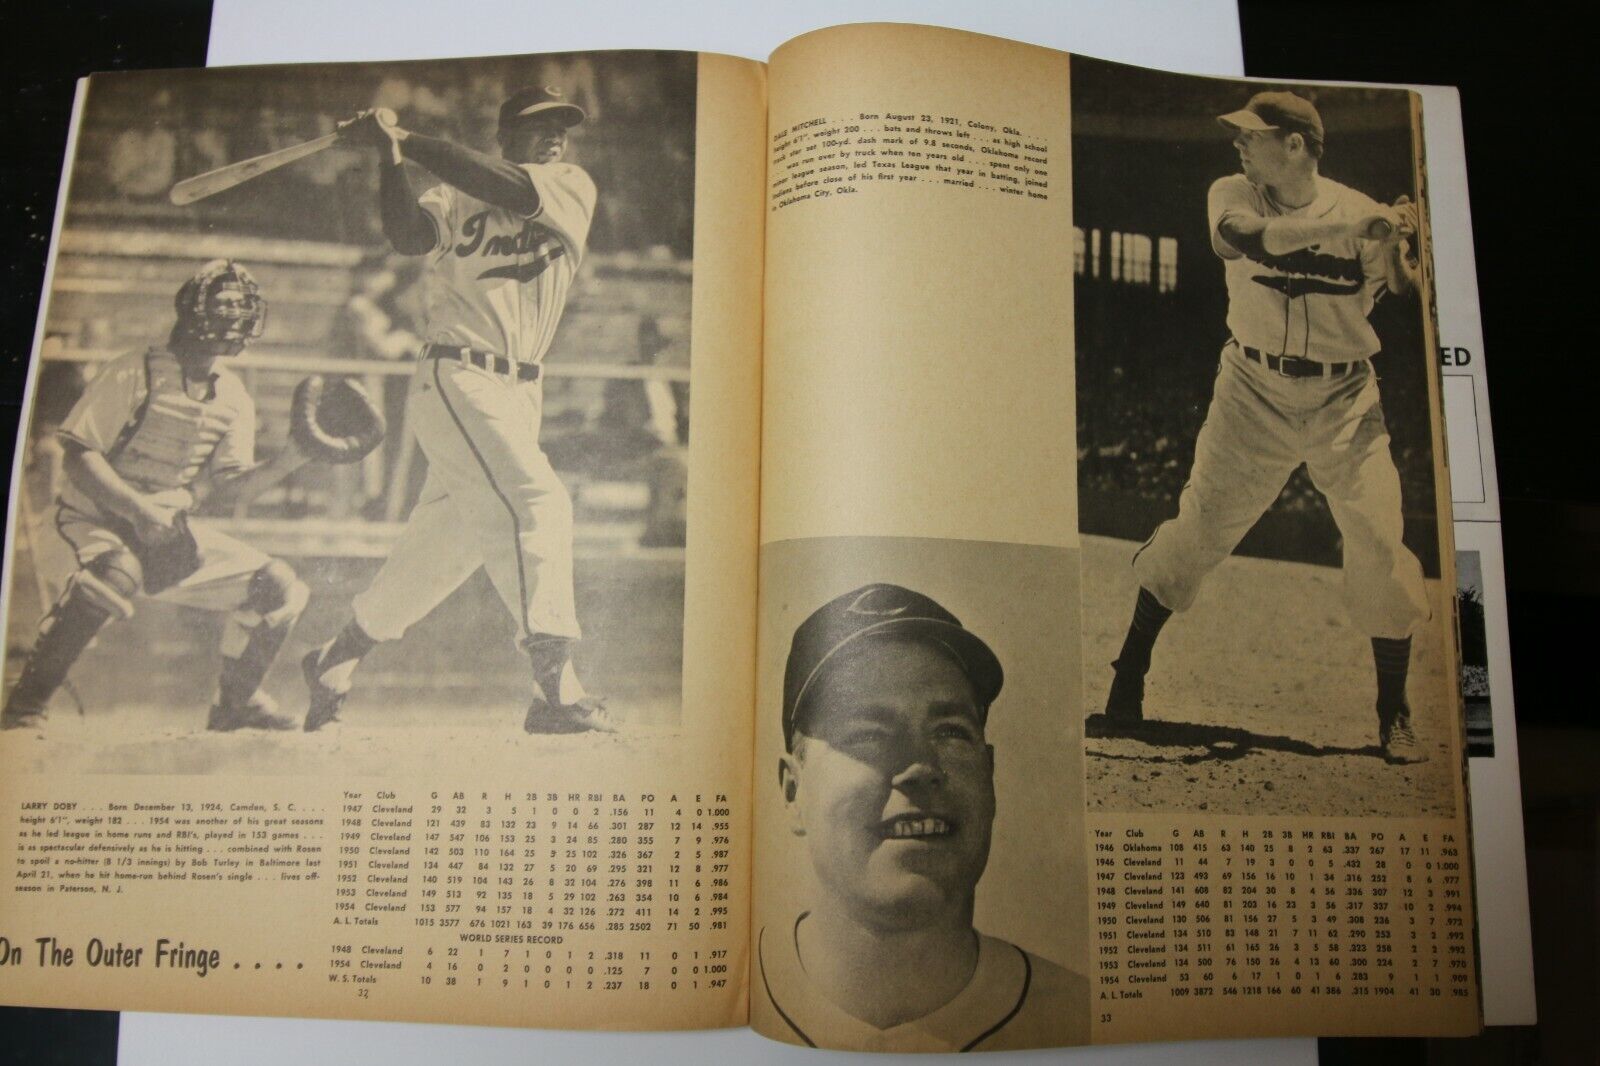 Indi
LARRY DOBY . . . Born December 13, 1924, Camden, S. C. . . .
height 6'1", weight 182 . . . 1954 was another of his great seasons
as he led league in home runs and RBI's, played in 153 games . . .
is as spectacular defensively as he is hitting . . . combined with Rosen
to spoil a no-hitter (8 1/3 innings) by Bob Turley in Baltimore last
April 21, when he hit home-run behind Rosen's single . . . lives off-
season in Paterson, N. J.
On The Outer Fringe . . . .
Year Club G AB R H 2B 3B HR RBI BA PO A E FA
1947 Cleveland 29 32 3 5 1 0 0 2 .156 11 4 0 1.000
1948 Cleveland 121 439 83 132 23 9 14 66 .301 287 12 14 .955
1949 Cleveland 147 547 106 153 25 3 24 85 .280 355 7 9 .976
1950 Cleveland 142 503 110 164 25 5 25 102 .326 367 2 5 .987
1951 Cleveland 134 447 84 132 27 5 20 69 .295 321 12 8 .977
1952 Cleveland 140 519 104 143 26 8 32 104 .276 398 11 6 .986
1953 Cleveland 149 513 92 135 18 5 29 102 .263 354 10 6 .984
1954 Cleveland 153 577 94 157 18 4 32 126 .272 411 14 2 .995
A. L. Totals 1015 3577 676 1021 163 39 176 656 .285 2502 71 50 .981
WORLD SERIES RECORD
1948 Cleveland 6 22 1 7 1 0 1 2 .318 11 0 1 .917
1954 Cleveland 4 16 0 2 0 0 0 0 .125 7 0 0 1.000
W. S. Totals 10 38 1 9 1 0 1 2 .237 18 0 1 .947
32
DALE MITCHELL . . . Born August 23, 1921, Colony, Okla. . . .
height 6'1", weight 200 . . . bats and throws left . . . as high school
track star set 100-yd. dash mark of 9.8 seconds, Oklahoma record
. . . was run over by truck when ten years old . . . spent only one
minor league season, led Texas League that year in batting, joined
Indians before close of his first year . . . married . . . winter home
in Oklahoma City, Okla.
Year Club G AB R H 2B 3B HR RBI BA PO A E FA
1946 Oklahoma 108 415 63 140 25 8 2 63 .337 267 17 11 .963
1946 Cleveland 11 44 7 19 3 0 0 5 .432 28 0 0 1.000
1947 Cleveland 123 493 69 156 16 10 1 34 .316 252 8 6 .977
1948 Cleveland 141 608 82 204 30 8 4 56 .336 307 12 3 .991
1949 Cleveland 149 640 81 203 16 23 3 56 .317 337 10 2 .994
1950 Cleveland 130 506 81 156 27 5 3 49 .308 236 3 7 .972
1951 Cleveland 134 510 83 148 21 7 11 62 .290 253 3 2 .992
1952 Cleveland 134 511 61 165 26 3 5 58 .323 258 2 2 .992
1953 Cleveland 134 500 76 150 26 4 13 60 .300 224 2 7 .970
1954 Cleveland 53 60 6 17 1 0 1 6 .283 9 1 1 .909
A. L. Totals 1009 3872 546 1218 166 60 41 386 .315 1904 41 30 .985
33
ED